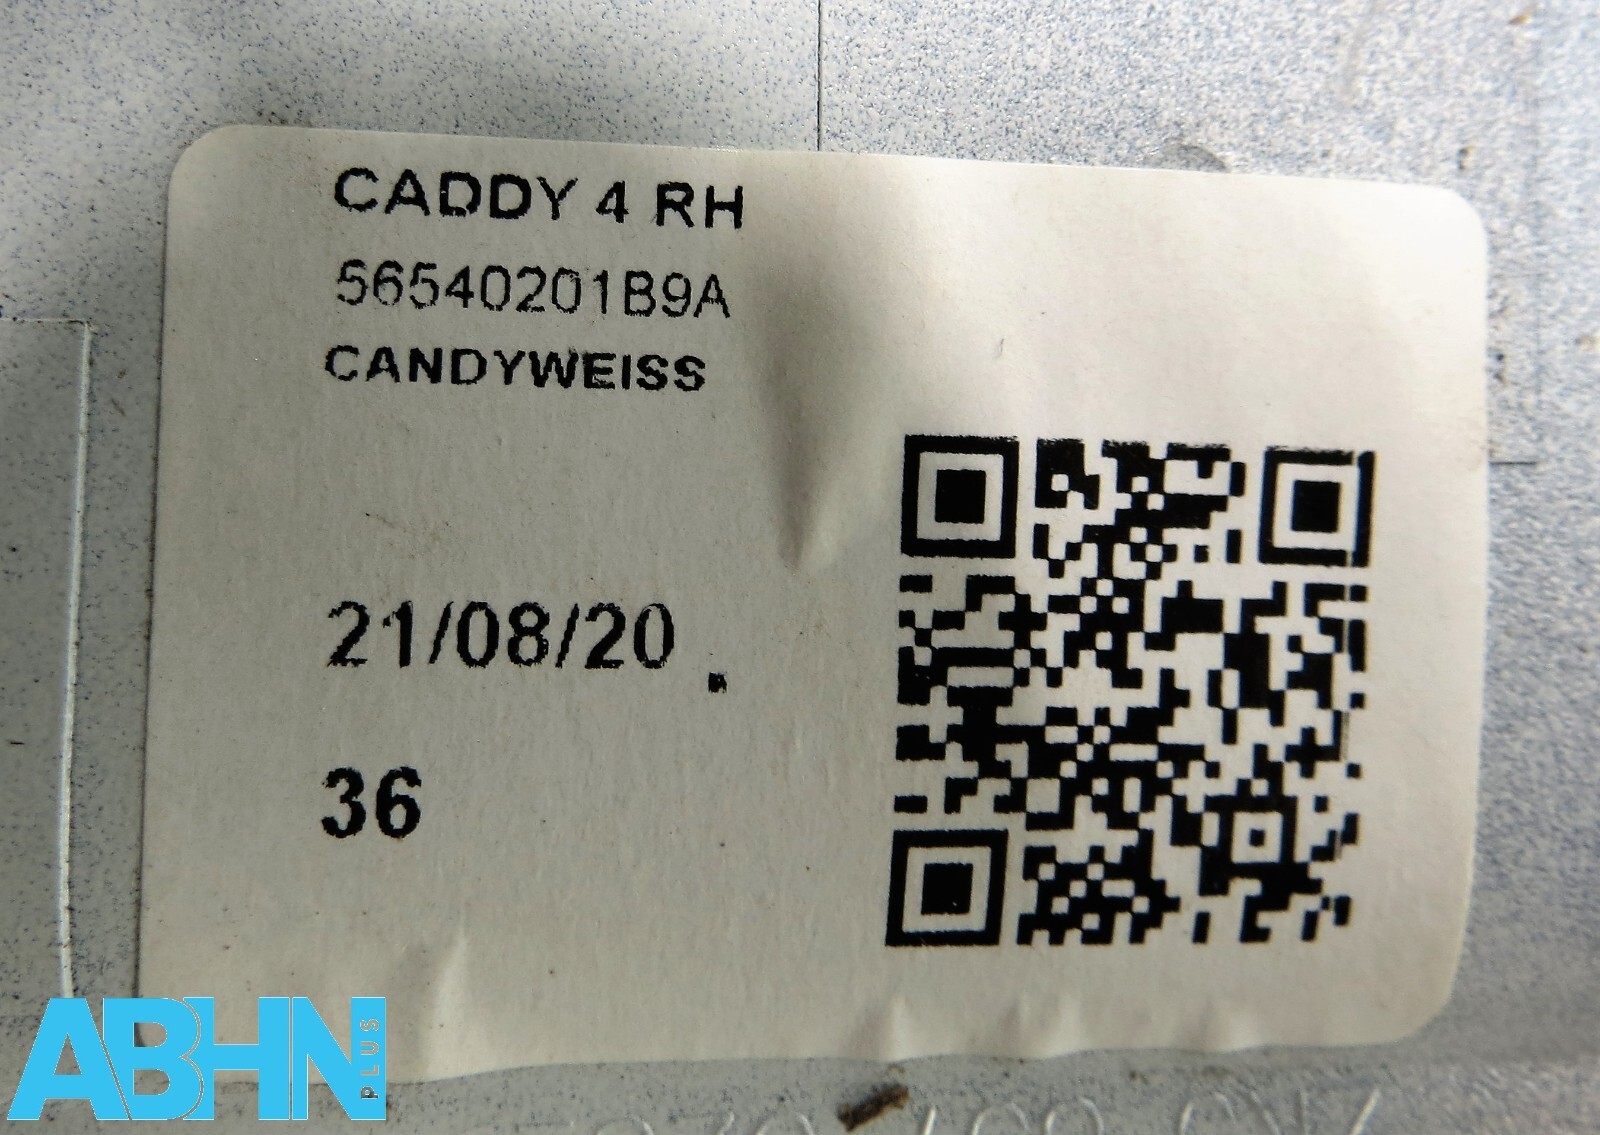 CADDY 4 RH
56540201B9A
CANDYWEISS
21/08/20 .
36
ABHN
PLUS